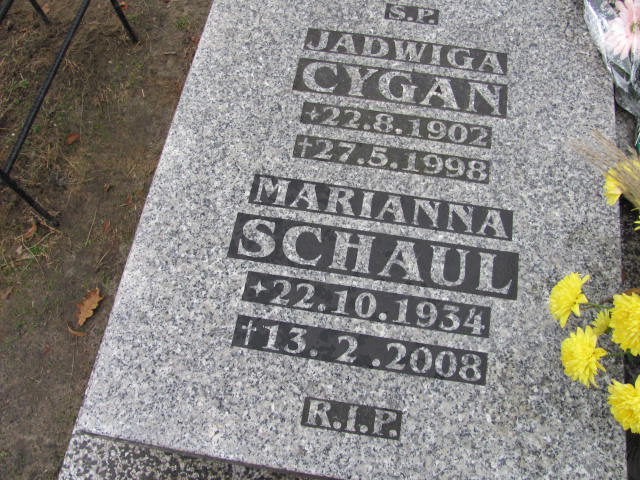 S.P.
JADWIGA
CYGAN
+22.8.1902
†27.5.1998
MARIANNA
SCHAUL
+22.10.1934
†13.2.2008
R.I.P.